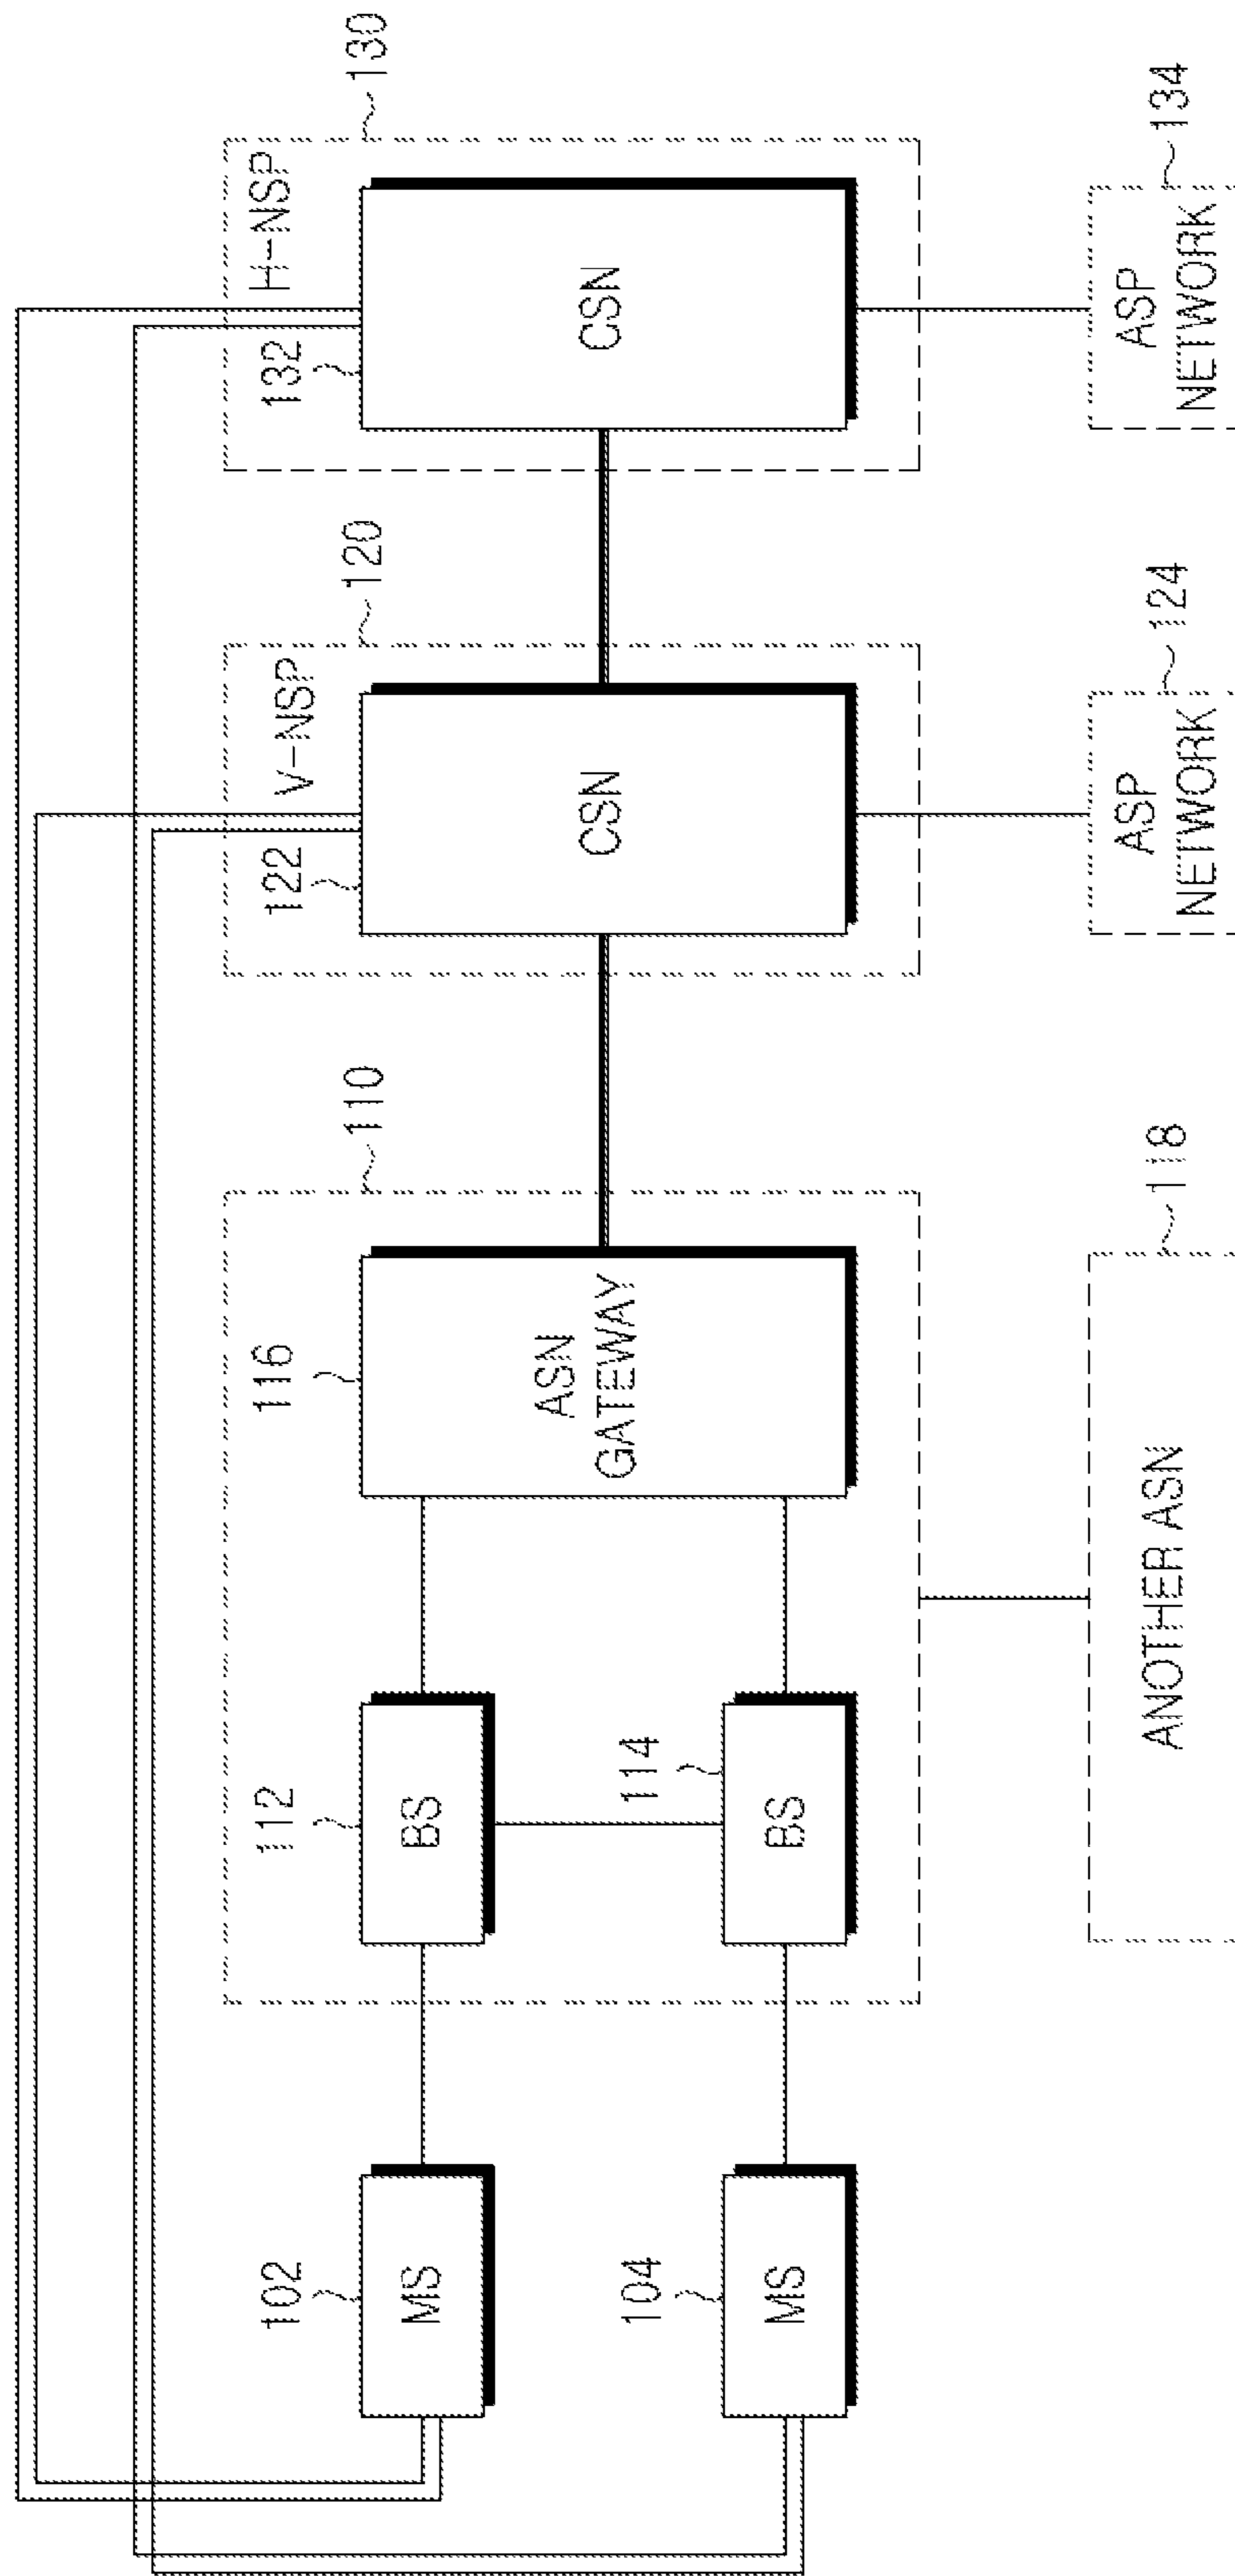 130
H-NSP
132
CSN
134
ASP
NETWORK
120
V-NSP
122
CSN
124
ASP
NETWORK
110
116
ASN
GATEWAY
118
ANOTHER ASN
112
BS
114
BS
102
MS
104
MS